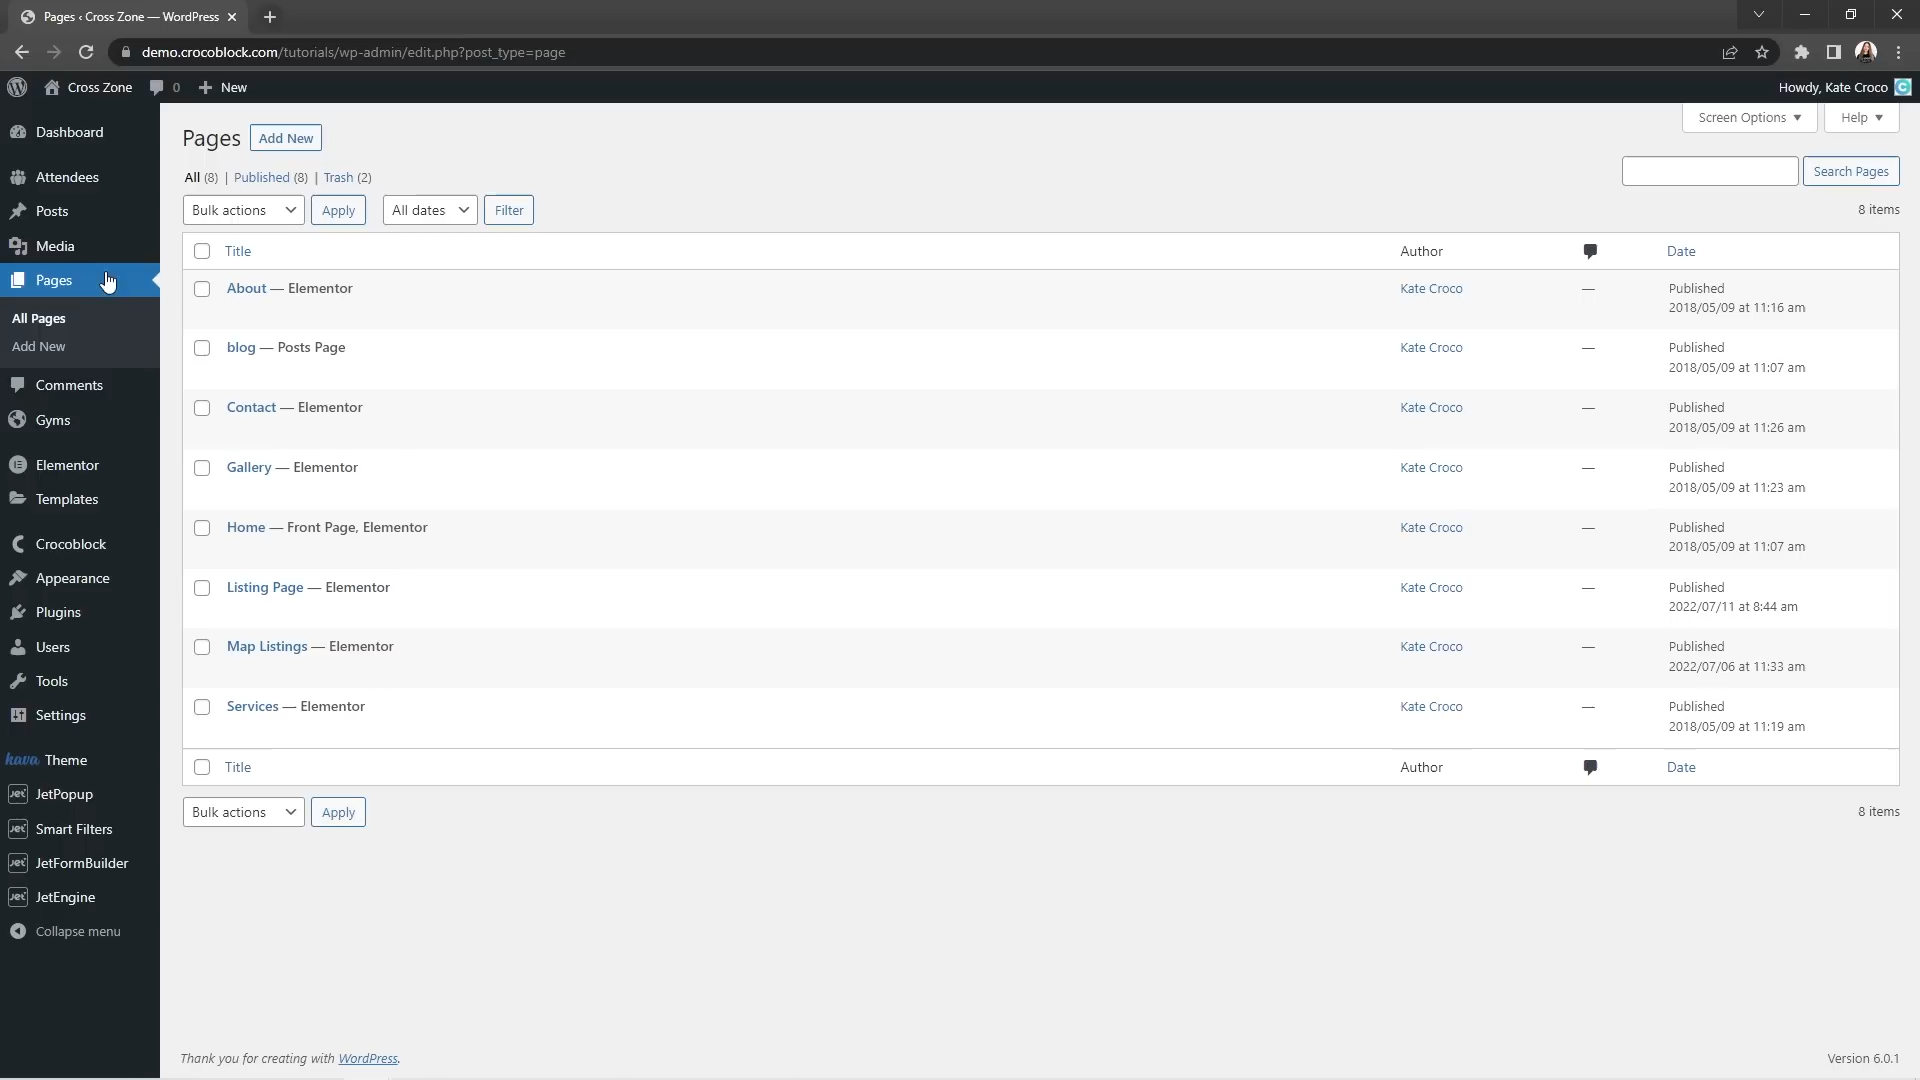 Pages ‹ Cross Zone — WordPress
demo.crocoblock.com/tutorials/wp-admin/edit.php?post_type=page
Cross Zone 0 New Howdy, Kate Croco
Dashboard
Attendees
Posts
Media
Pages
All Pages
Add New
Comments
Gyms
Elementor
Templates
Crocoblock
Appearance
Plugins
Users
Tools
Settings
kava Theme
JetPopup
Smart Filters
JetFormBuilder
JetEngine
Collapse menu
Screen Options Help
Pages Add New
All (8) | Published (8) | Trash (2)
Search Pages
Bulk actions Apply All dates Filter 8 items
Title Author Date
About — Elementor Kate Croco — Published
2018/05/09 at 11:16 am
blog — Posts Page Kate Croco — Published
2018/05/09 at 11:07 am
Contact — Elementor Kate Croco — Published
2018/05/09 at 11:26 am
Gallery — Elementor Kate Croco — Published
2018/05/09 at 11:23 am
Home — Front Page, Elementor Kate Croco — Published
2018/05/09 at 11:07 am
Listing Page — Elementor Kate Croco — Published
2022/07/11 at 8:44 am
Map Listings — Elementor Kate Croco — Published
2022/07/06 at 11:33 am
Services — Elementor Kate Croco — Published
2018/05/09 at 11:19 am
Title Author Date
Bulk actions Apply 8 items
Thank you for creating with WordPress. Version 6.0.1